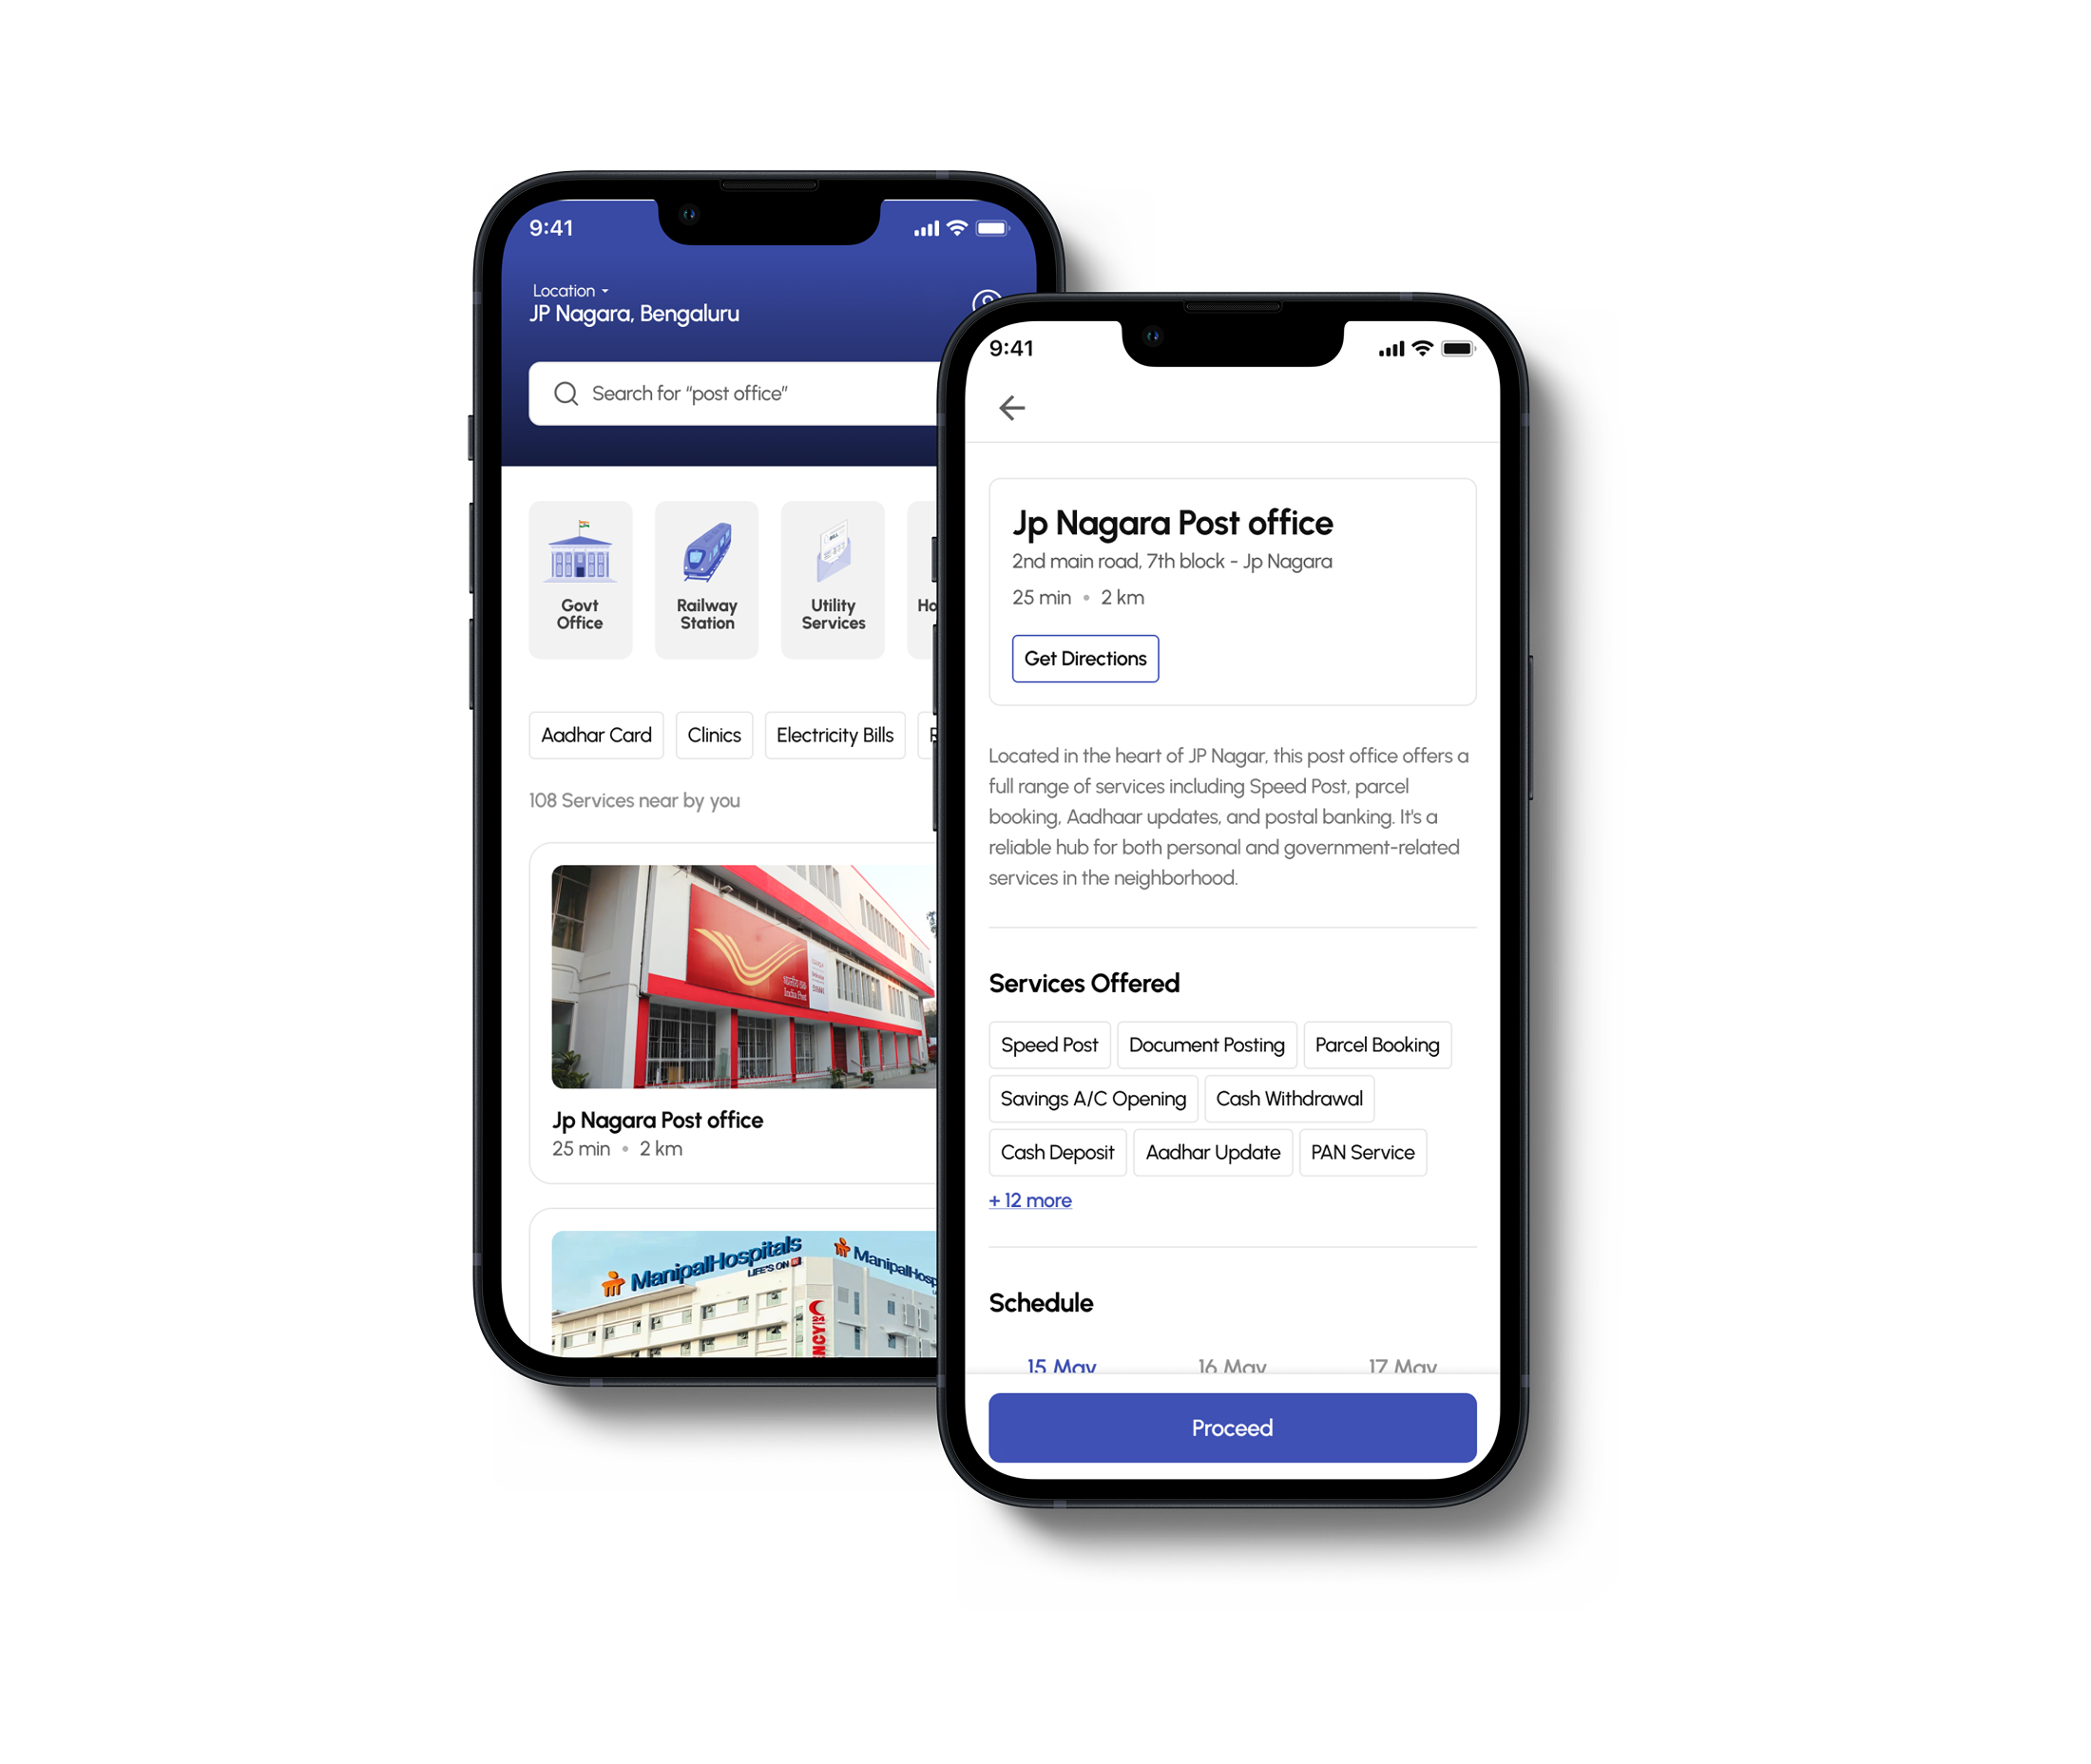 9:41
Location
JP Nagara, Bengaluru
Search for “post office”
Govt
Office
Railway
Station
Utility
Services
Ho
BILL
Aadhar Card
Clinics
Electricity Bills
108 Services near by you
India Post
Jp Nagara Post office
25 min • 2 km
ManipalHospitals
LIFE'S ON
ManipalHosp
ENCY
9:41
Jp Nagara Post office
2nd main road, 7th block - Jp Nagara
25 min • 2 km
Get Directions
Located in the heart of JP Nagar, this post office offers a
full range of services including Speed Post, parcel
booking, Aadhaar updates, and postal banking. It's a
reliable hub for both personal and government-related
services in the neighborhood.
Services Offered
Speed Post
Document Posting
Parcel Booking
Savings A/C Opening
Cash Withdrawal
Cash Deposit
Aadhar Update
PAN Service
+ 12 more
Schedule
15 May
16 May
17 May
Proceed